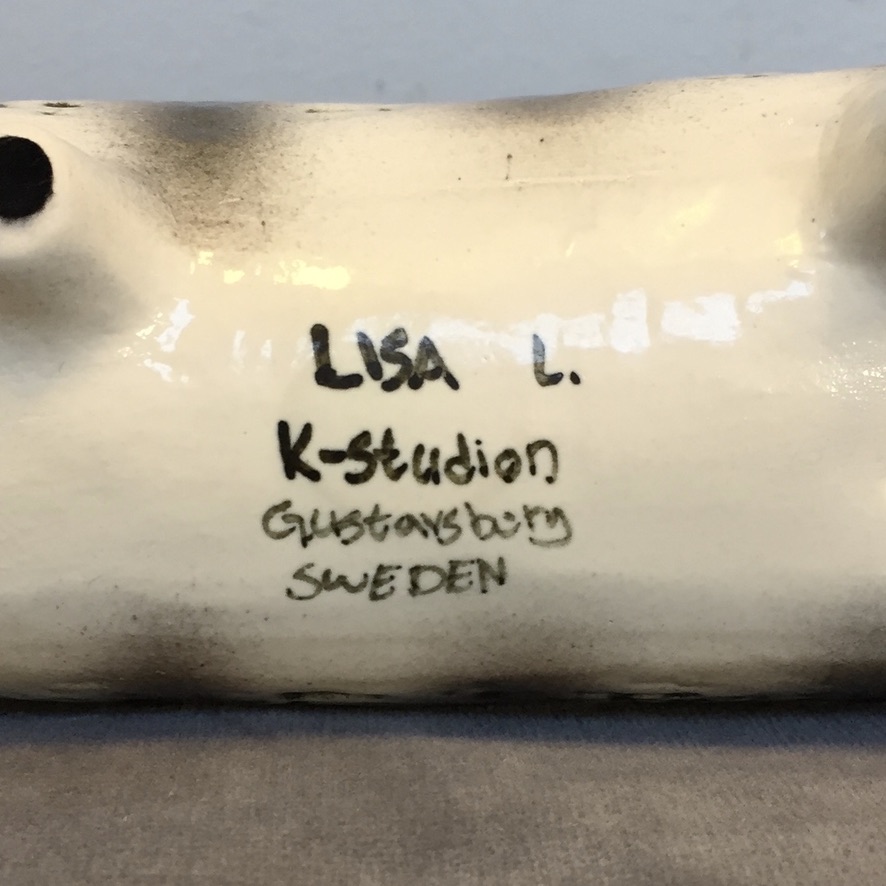 LISA L.
K-Studion
Gustavsberg
SWEDEN